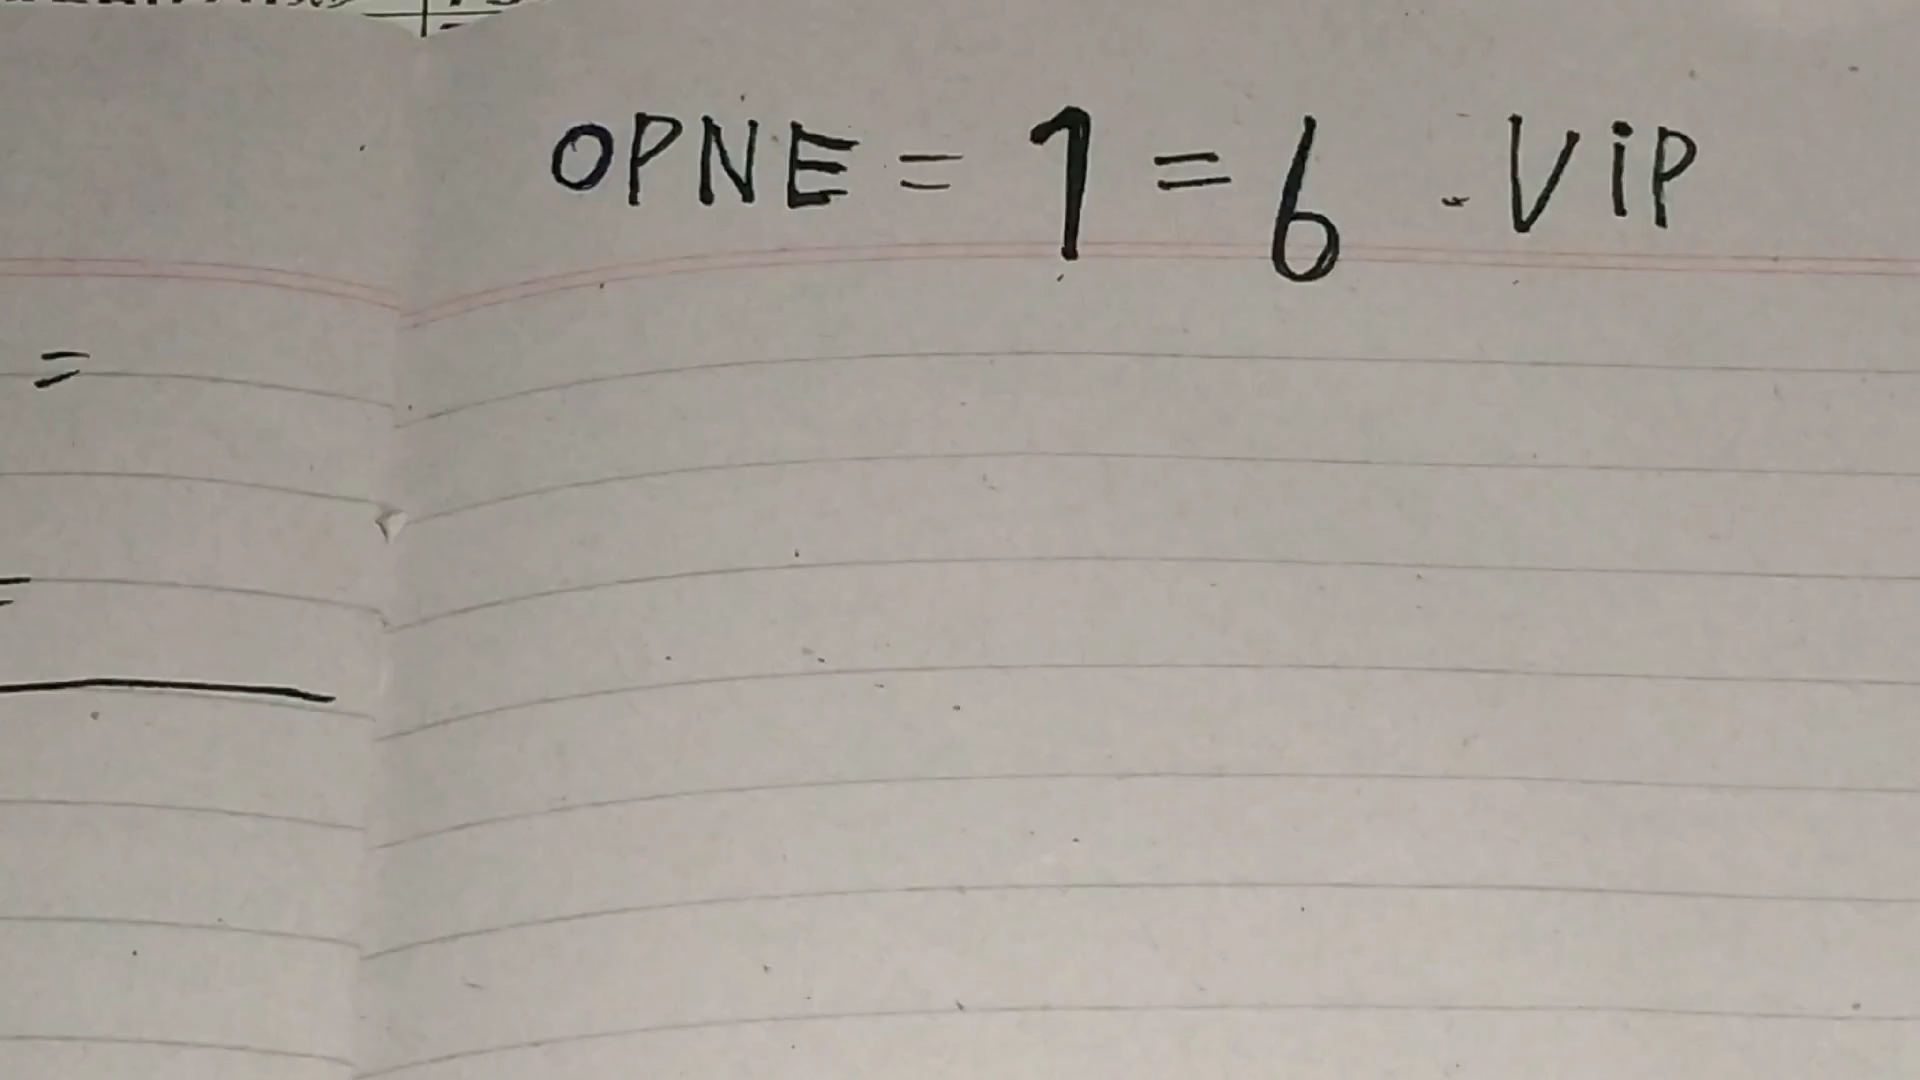 OPNE = 1 = 6 . ViP
=
=